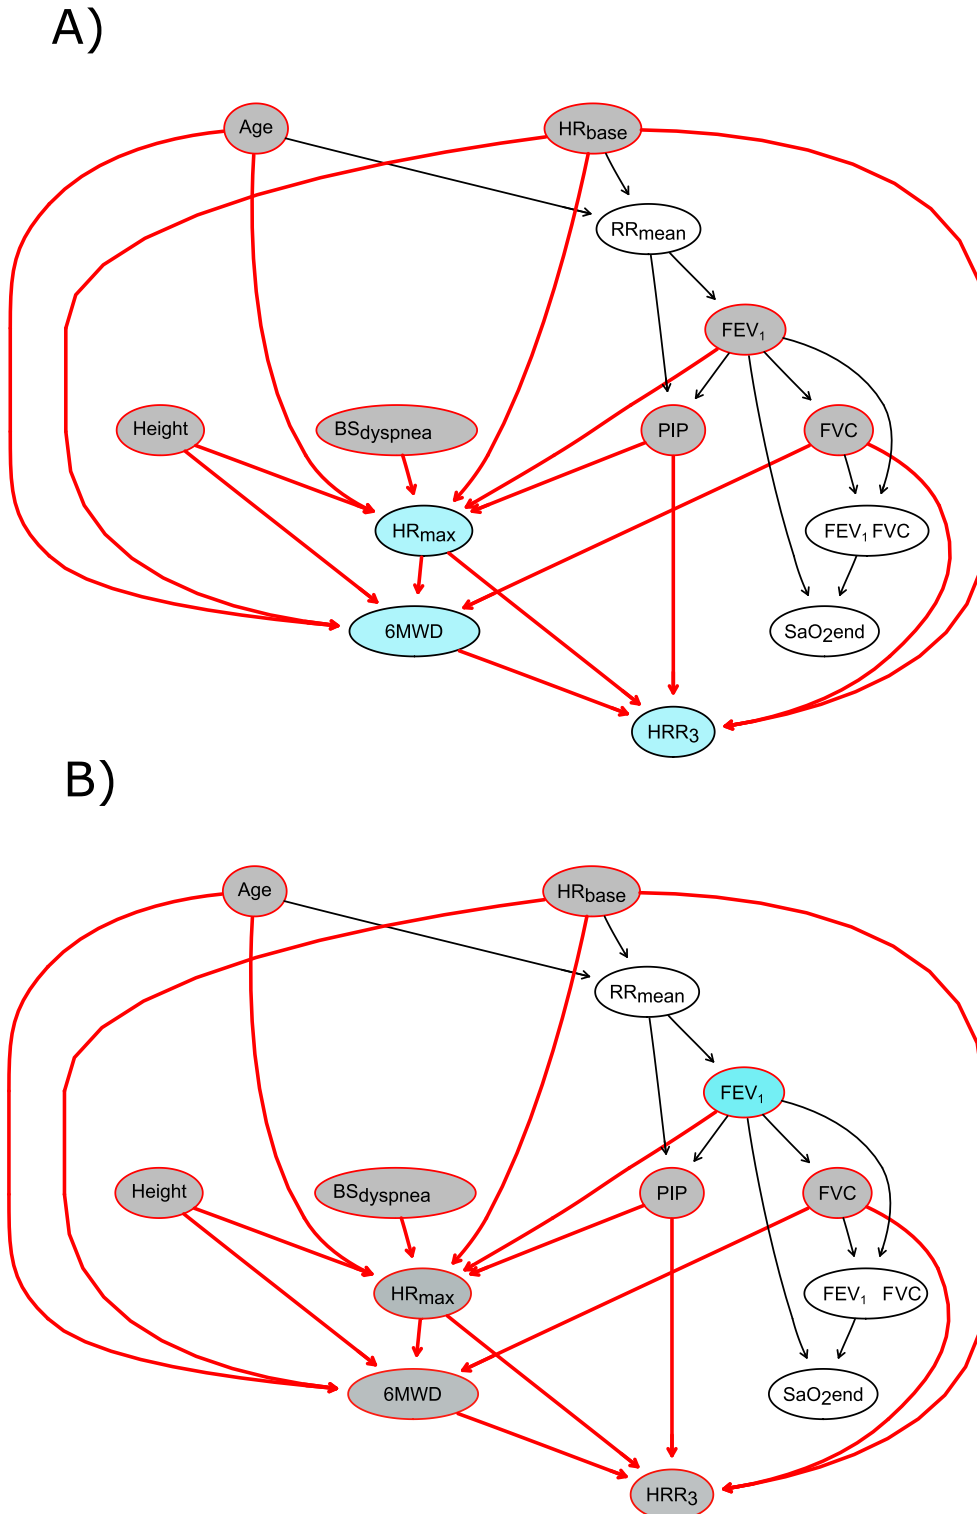 A)
Age
HRbase
RRmean
FEV₁
Height
BSdyspnea
PIP
FVC
HRmax
FEV₁ FVC
6MWD
SaO2end
HRR3
B)
Age
HRbase
RRmean
FEV₁
Height
BSdyspnea
PIP
FVC
HRmax
FEV₁ FVC
6MWD
SaO2end
HRR3